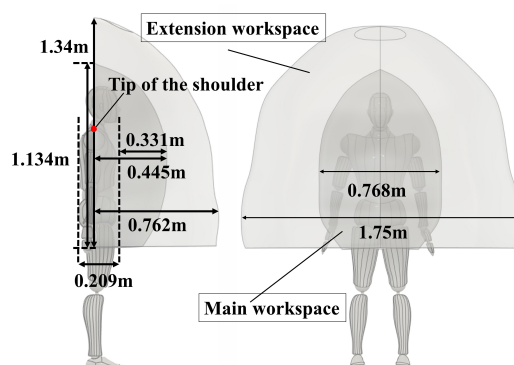 Extension workspace
1.34m
Tip of the shoulder
0.331m
0.445m
1.134m
0.768m
0.762m
1.75m
0.209m
Main workspace